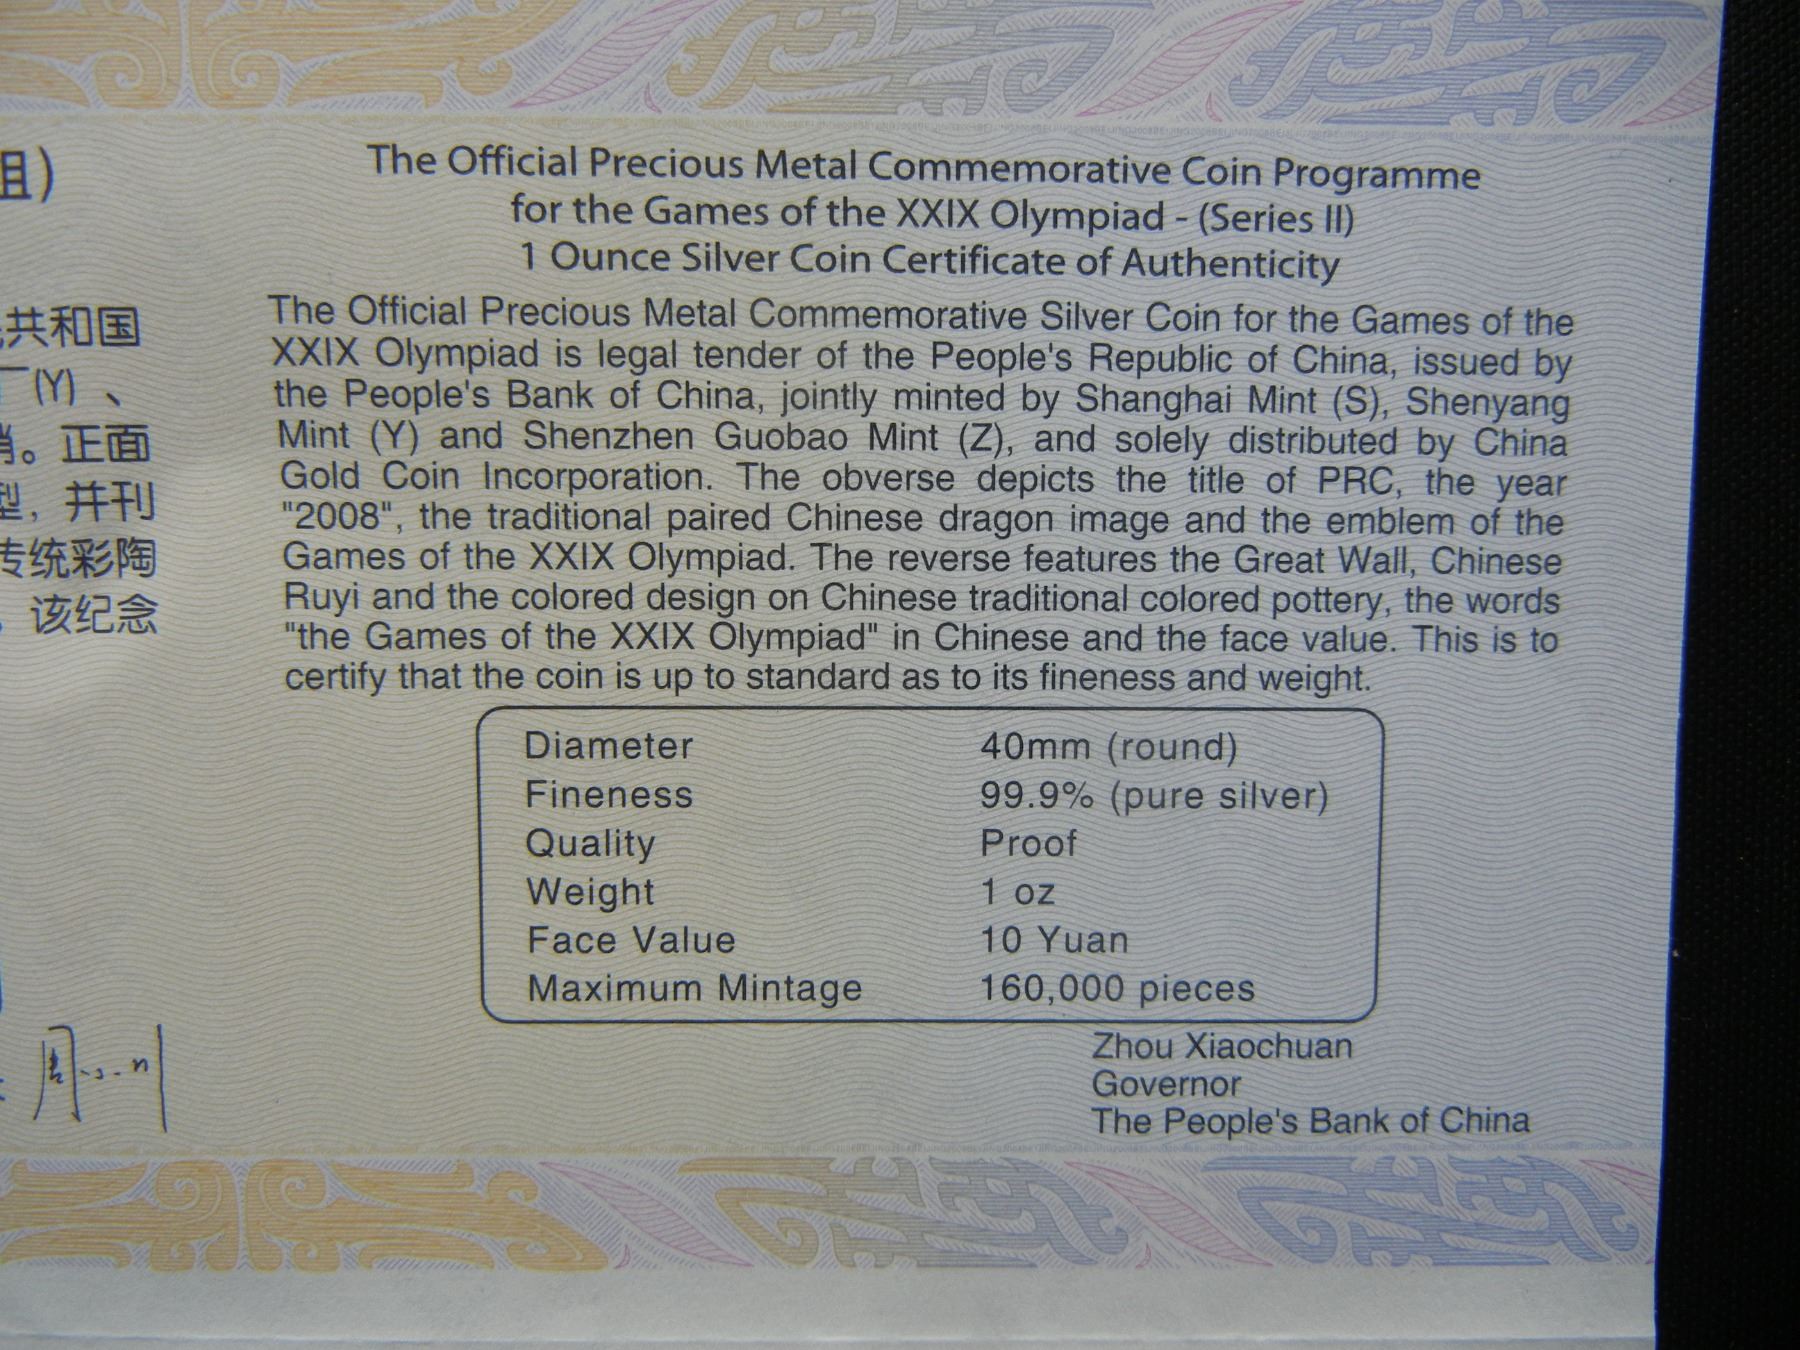 组)
The Official Precious Metal Commemorative Coin Programme
for the Games of the XXIX Olympiad - (Series II)
1 Ounce Silver Coin Certificate of Authenticity
共和国
(Y) 、
。正面
型，并刊
传统彩陶
该纪念
The Official Precious Metal Commemorative Silver Coin for the Games of the
XXIX Olympiad is legal tender of the People's Republic of China, issued by
the People's Bank of China, jointly minted by Shanghai Mint (S), Shenyang
Mint (Y) and Shenzhen Guobao Mint (Z), and solely distributed by China
Gold Coin Incorporation. The obverse depicts the title of PRC, the year
"2008", the traditional paired Chinese dragon image and the emblem of the
Games of the XXIX Olympiad. The reverse features the Great Wall, Chinese
Ruyi and the colored design on Chinese traditional colored pottery, the words
"the Games of the XXIX Olympiad" in Chinese and the face value. This is to
certify that the coin is up to standard as to its fineness and weight.
Diameter 40mm (round)
Fineness 99.9% (pure silver)
Quality Proof
Weight 1 oz
Face Value 10 Yuan
Maximum Mintage 160,000 pieces
周小川
Zhou Xiaochuan
Governor
The People's Bank of China